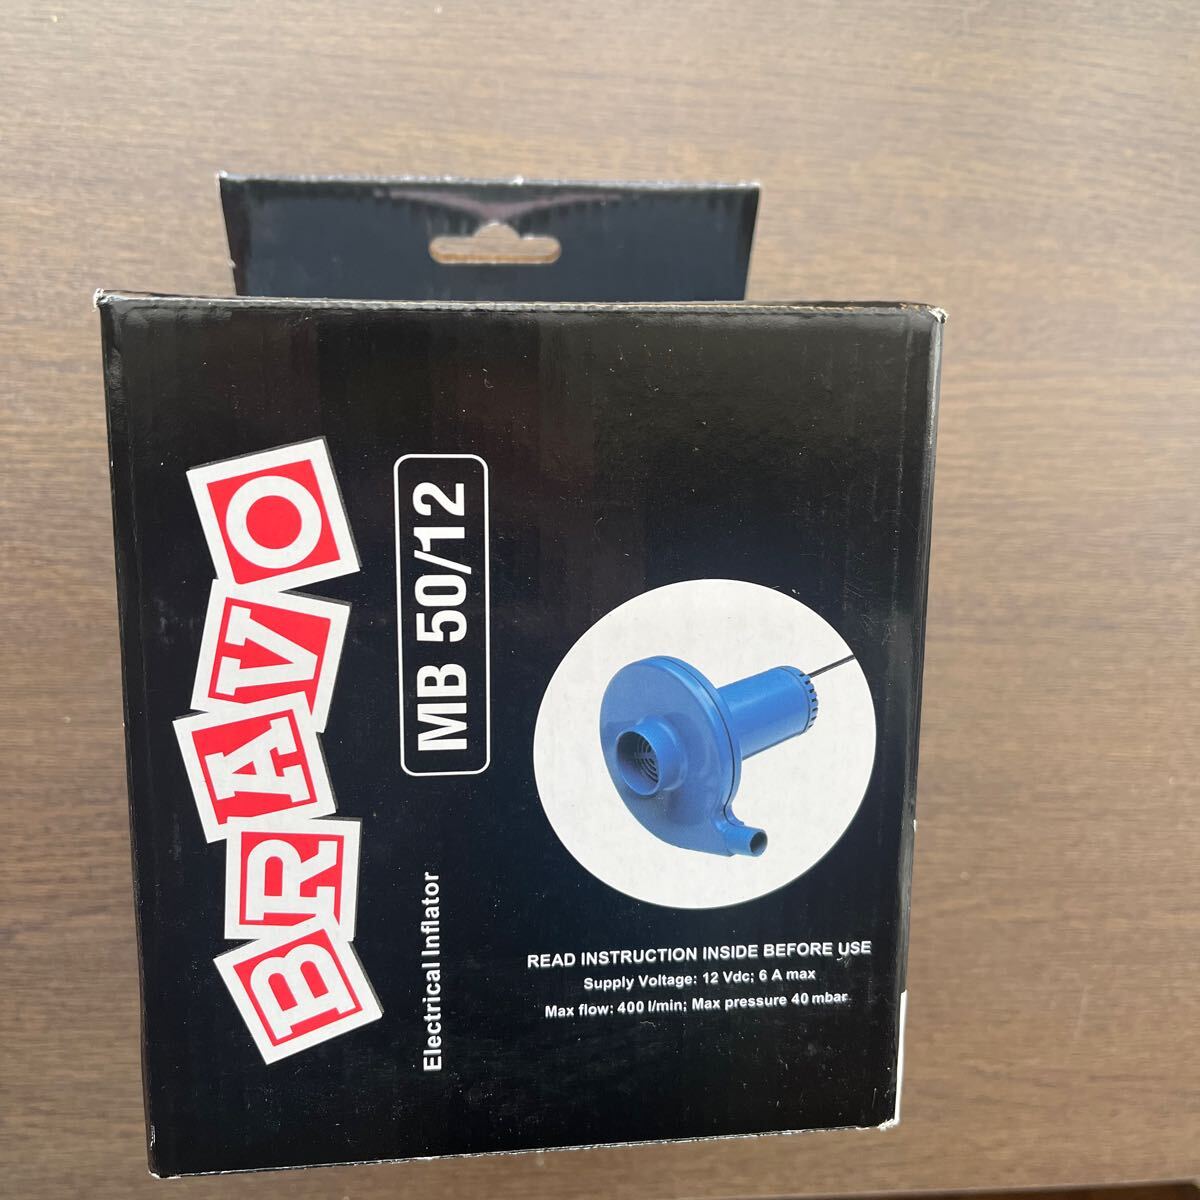 BRAVO
MB 50/12
Electrical Inflator
READ INSTRUCTION INSIDE BEFORE USE
Supply Voltage: 12 Vdc; 6 A max
Max flow: 400 l/min; Max pressure 40 mbar